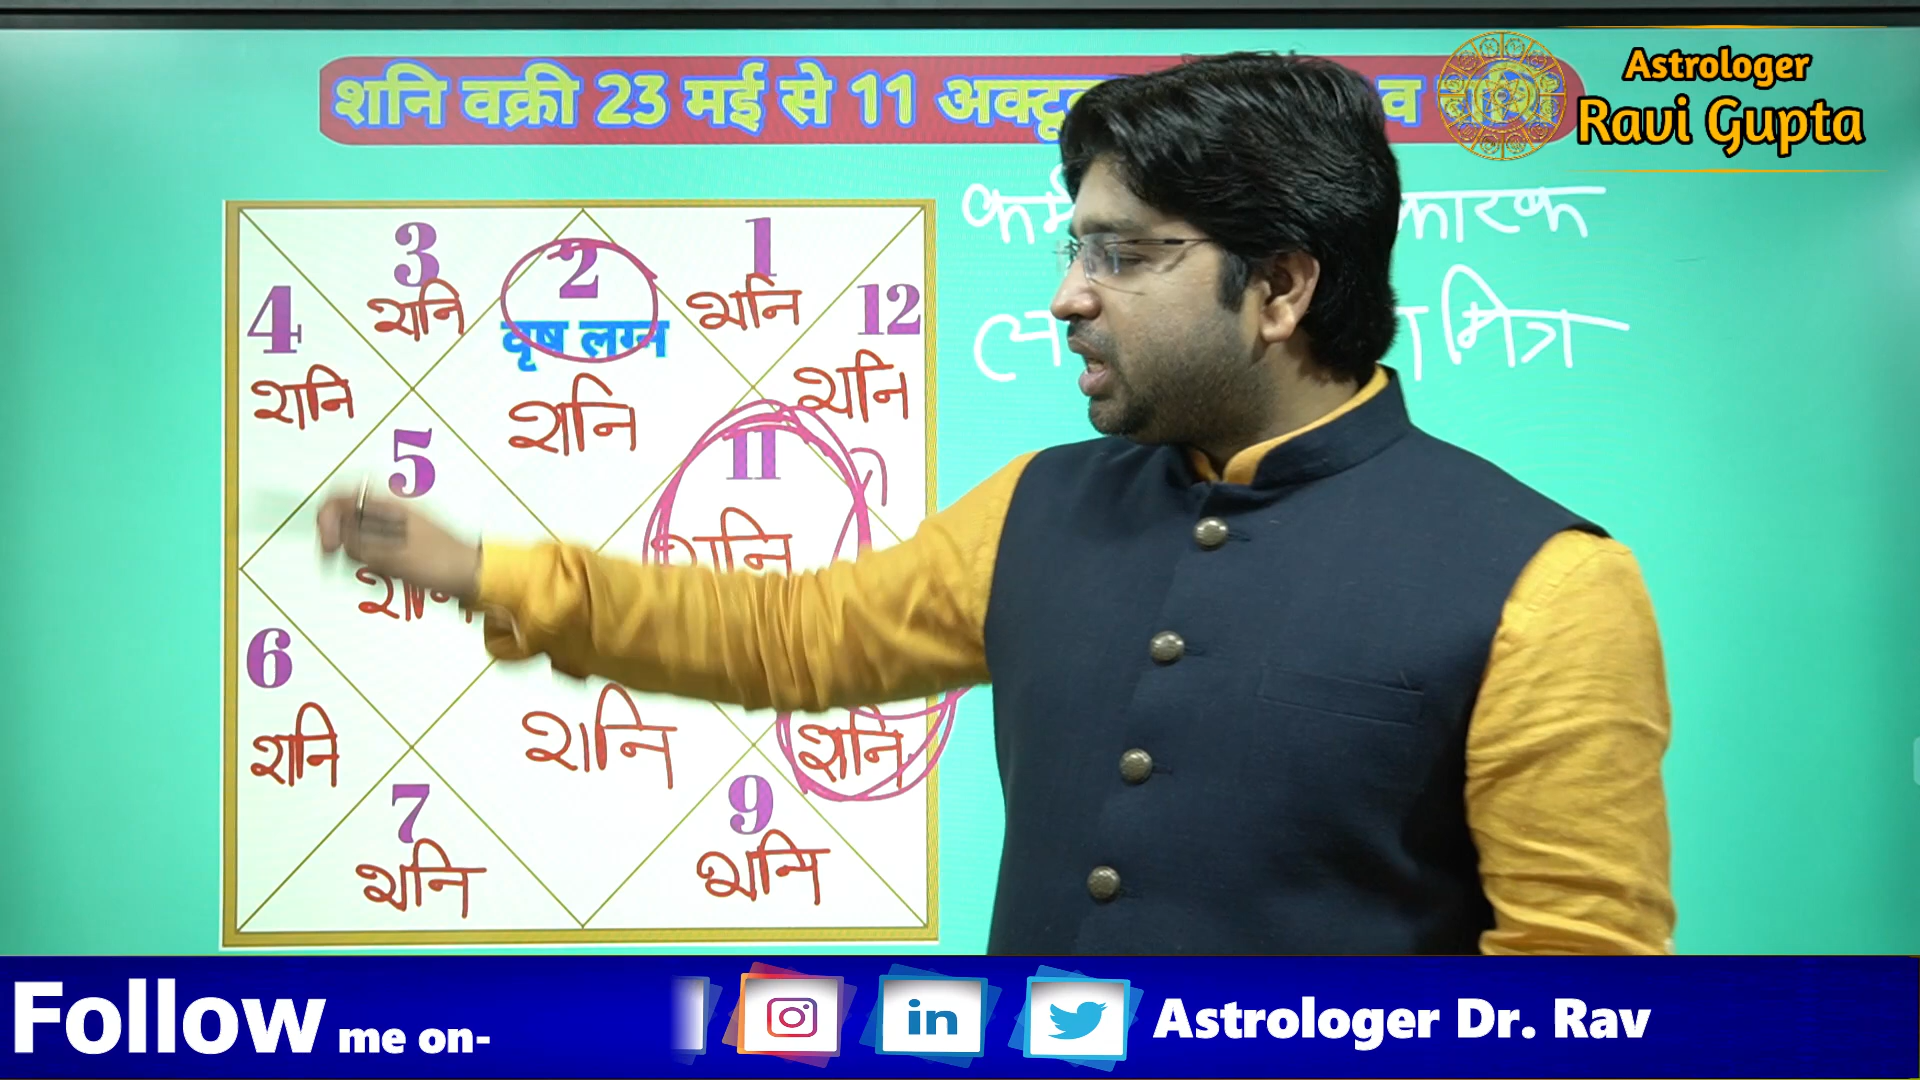 शनि वक्री 23 मई से 11 व
Astrologer
Ravi Gupta
कारक
मित्र
3
शनि
2
वृष लग्न
शनि
1
शनि
4
शनि
12
शनि
5
शनि
11
शनि
6
शनि
शनि
शनि
7
शनि
9
शनि
Follow me on-
in
Astrologer Dr. Rav